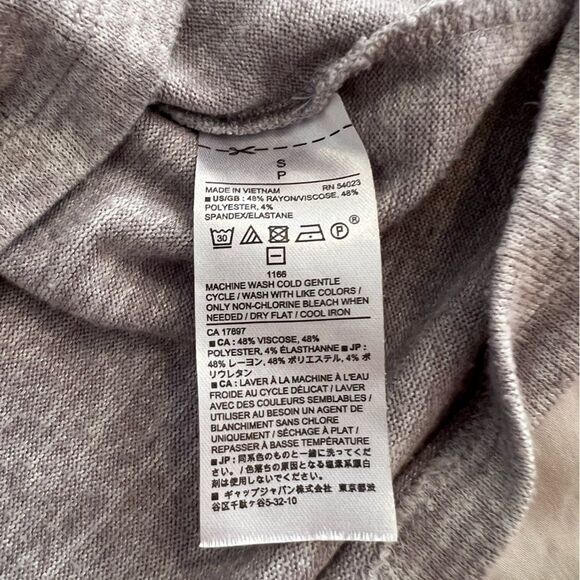 S
P
MADE IN VIETNAM RN 54023
■ US/GB : 48% RAYON/VISCOSE, 48%
POLYESTER, 4%
SPANDEX/ELASTANE
30 P ®
1166
MACHINE WASH COLD GENTLE
CYCLE / WASH WITH LIKE COLORS /
ONLY NON-CHLORINE BLEACH WHEN
NEEDED / DRY FLAT / COOL IRON
CA 17897
■ CA : 48% VISCOSE, 48%
POLYESTER, 4% ÉLASTHANNE ■ JP :
48% レーヨン, 48% ポリエステル, 4% ポ
リウレタン
■ CA : LAVER À LA MACHINE À L'EAU
FROIDE AU CYCLE DÉLICAT / LAVER
AVEC DES COULEURS SEMBLABLES /
UTILISER AU BESOIN UN AGENT DE
BLANCHIMENT SANS CHLORE
UNIQUEMENT / SÉCHAGE À PLAT /
REPASSER À BASSE TEMPÉRATURE
■ JP : 同系色のものと一緒に洗ってくださ
い / 色落ちの原因となる塩素系漂白
剤は使用しないでください。
■ ギャップジャパン株式会社 東京都渋
谷区千駄ヶ谷5-32-10